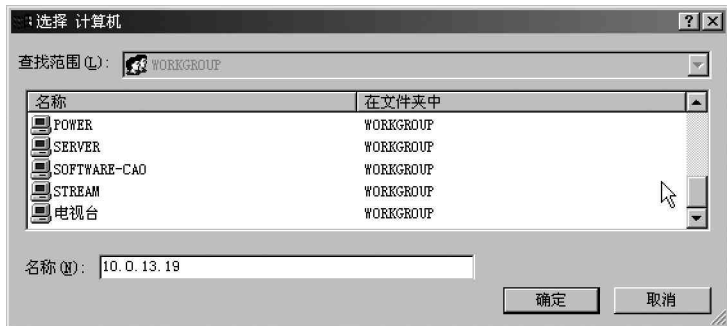 选择 计算机
查找范围(L): WORKGROUP
名称 在文件夹中
POWER WORKGROUP
SERVER WORKGROUP
SOFTWARE-CAO WORKGROUP
STREAM WORKGROUP
电视台 WORKGROUP
名称(N): 10.0.13.19
确定 取消